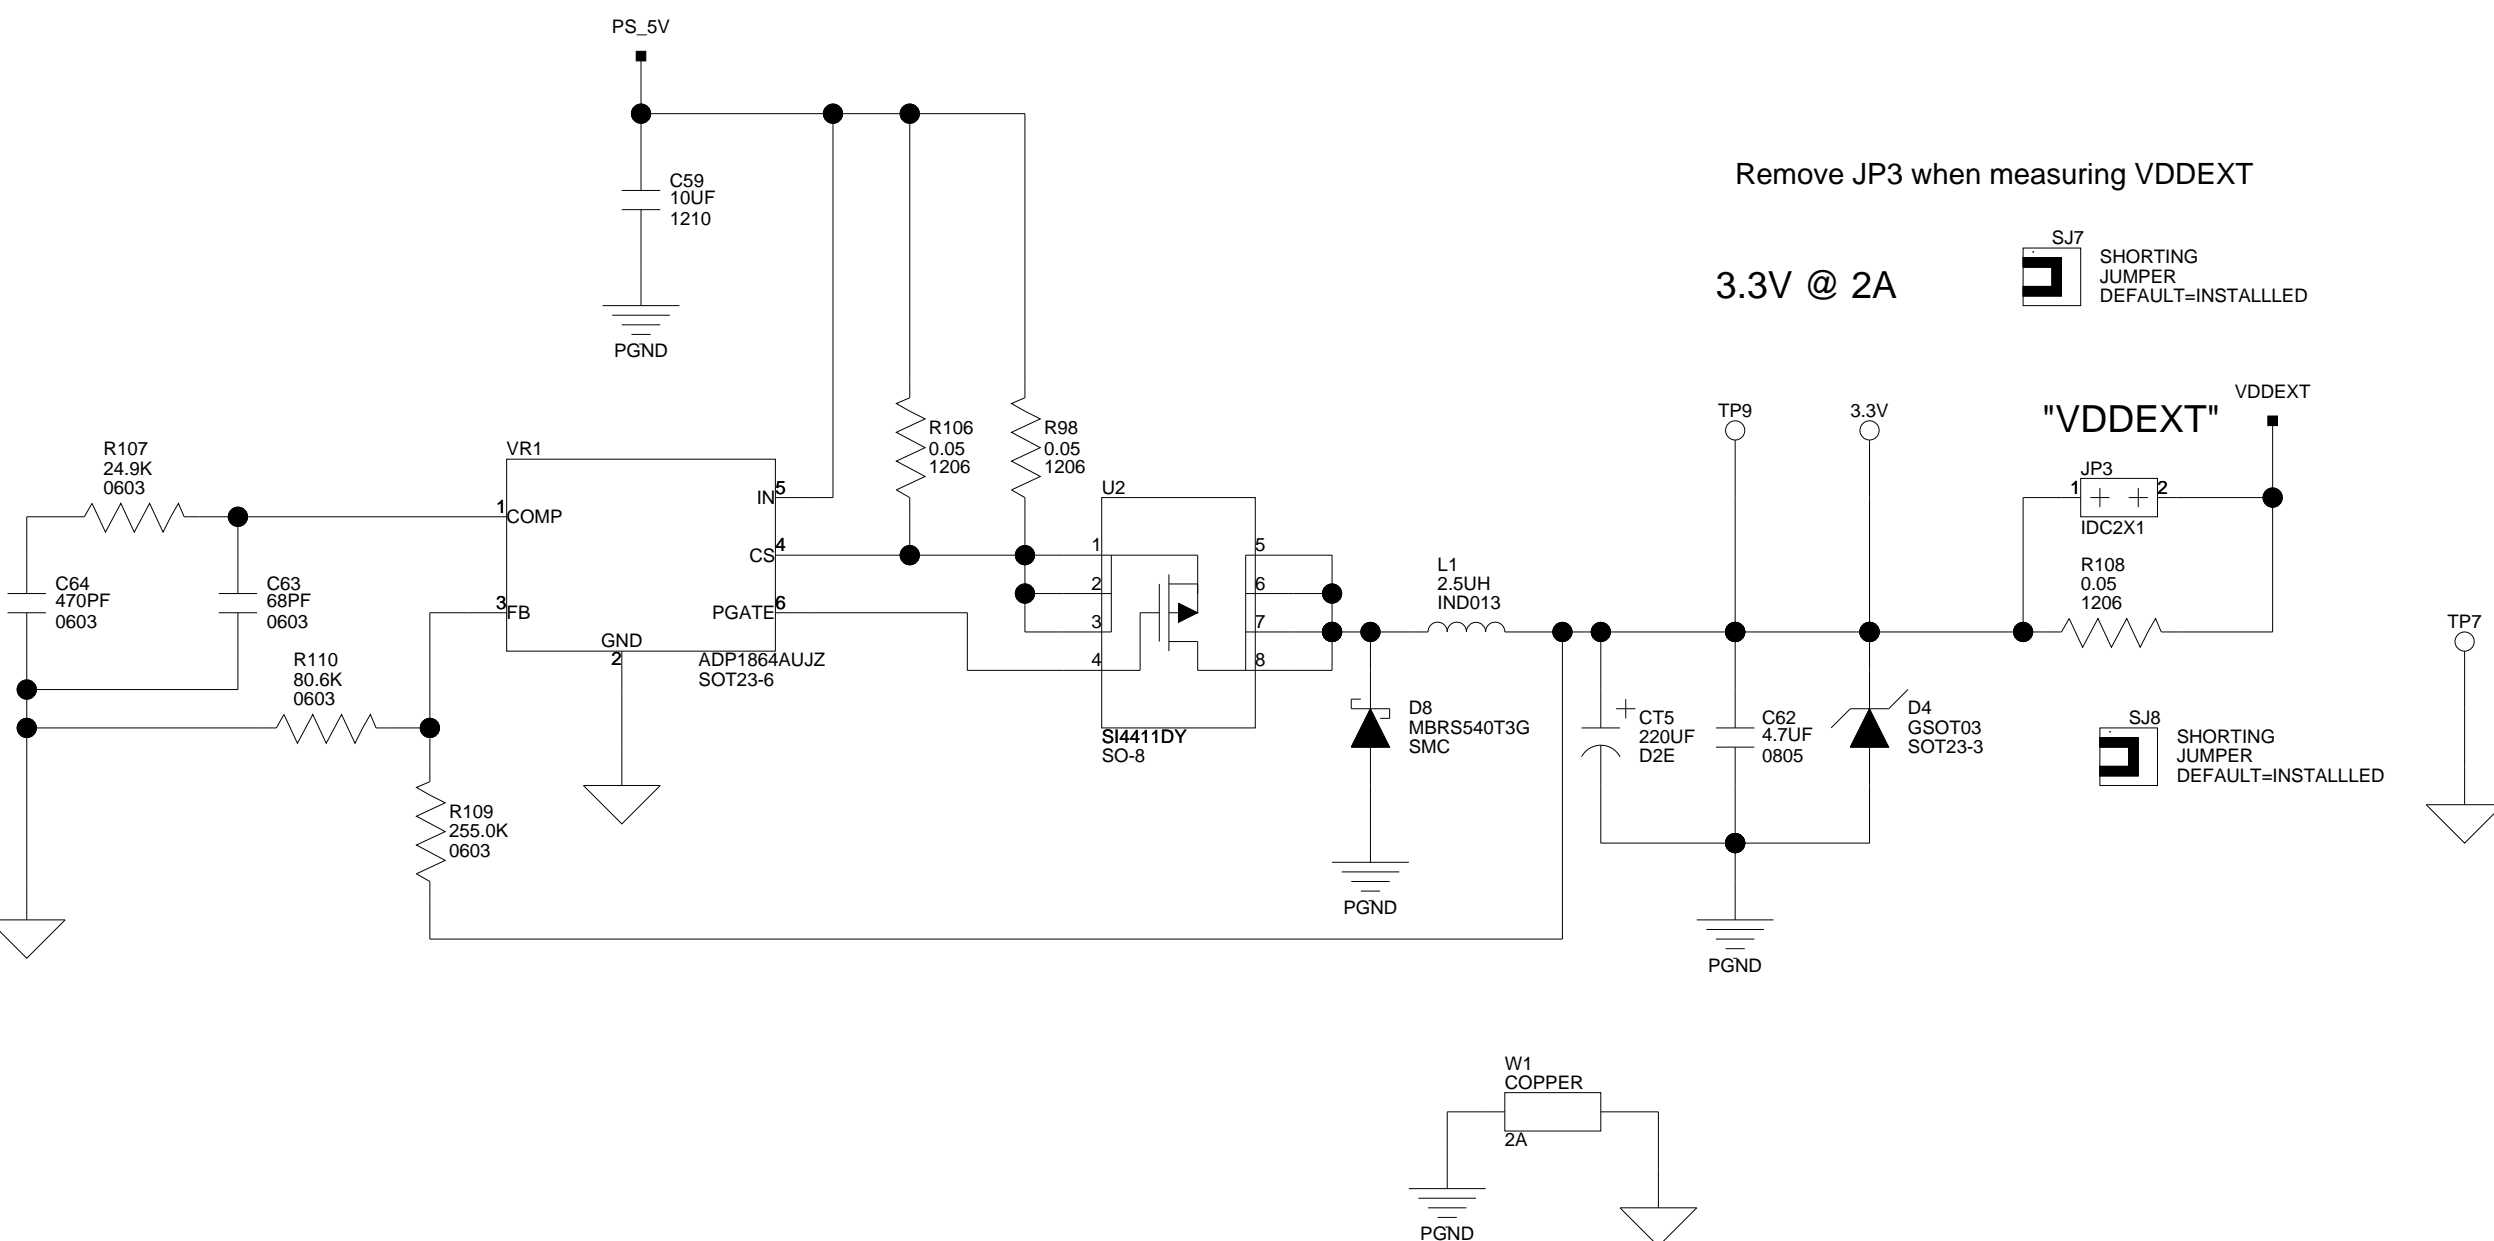 PS_5V
C59
10UF
1210
PGND
Remove JP3 when measuring VDDEXT
3.3V @ 2A
SJ7
SHORTING
JUMPER
DEFAULT=INSTALLLED
R107
24.9K
0603
C64
470PF
0603
C63
68PF
0603
R110
80.6K
0603
R109
255.0K
0603
VR1
1
COMP
3
FB
GND
2
IN
5
CS
4
PGATE
6
ADP1864AUJZ
SOT23-6
R106
0.05
1206
R98
0.05
1206
U2
1
2
3
4
5
6
7
8
SI4411DY
SO-8
L1
2.5UH
IND013
D8
MBRS540T3G
SMC
PGND
TP9
3.3V
CT5
220UF
D2E
C62
4.7UF
0805
D4
GSOT03
SOT23-3
PGND
"VDDEXT"
VDDEXT
JP3
1
2
IDC2X1
R108
0.05
1206
SJ8
SHORTING
JUMPER
DEFAULT=INSTALLLED
TP7
W1
COPPER
2A
PGND